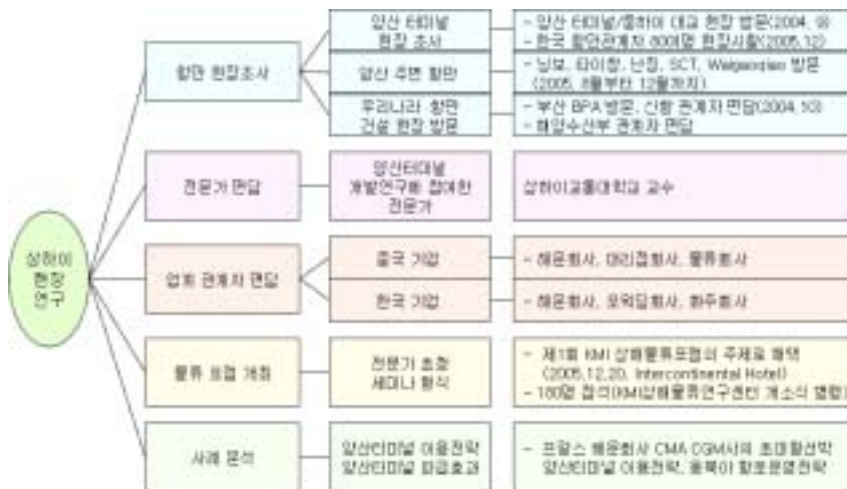 상하이
현장
연구
항만 현장조사
양산 터미널
현장 조사
- 양산 터미널/동하이 대교 현장 방문(2004. 9)
- 한국 항만관계자 80여명 현장시찰(2005.12)
양산 주변 항만
- 닝보, 타이창, 난징, SCT, Waigaoqiao 방문
(2005. 8월부터 12월까지)
우리나라 항만
건설 현장 방문
- 부산 BPA 방문, 신항 관계자 면담(2004.10)
- 해양수산부 관계자 면담
전문가 면담
양산터미널
개발연구에 참여한
전문가
상하이교통대학교 교수
업계 관계자 면담
중국 기업
- 해운회사, 대리점회사, 물류회사
한국 기업
- 해운회사, 포워딩회사, 화주회사
물류 포럼 개최
전문가 초청
세미나 형식
- 제1회 KMI 상해물류포럼의 주제로 채택
(2005.12.20, Intercontinental Hotel)
- 180명 참석(KMI상해물류연구센터 개소식 병행)
사례 분석
양산터미널 이용전략
양산터미널 파급효과
- 프랑스 해운회사 CMA CGM사의 초대형선박
양산터미널 이용전략, 동북아 항로운영전략